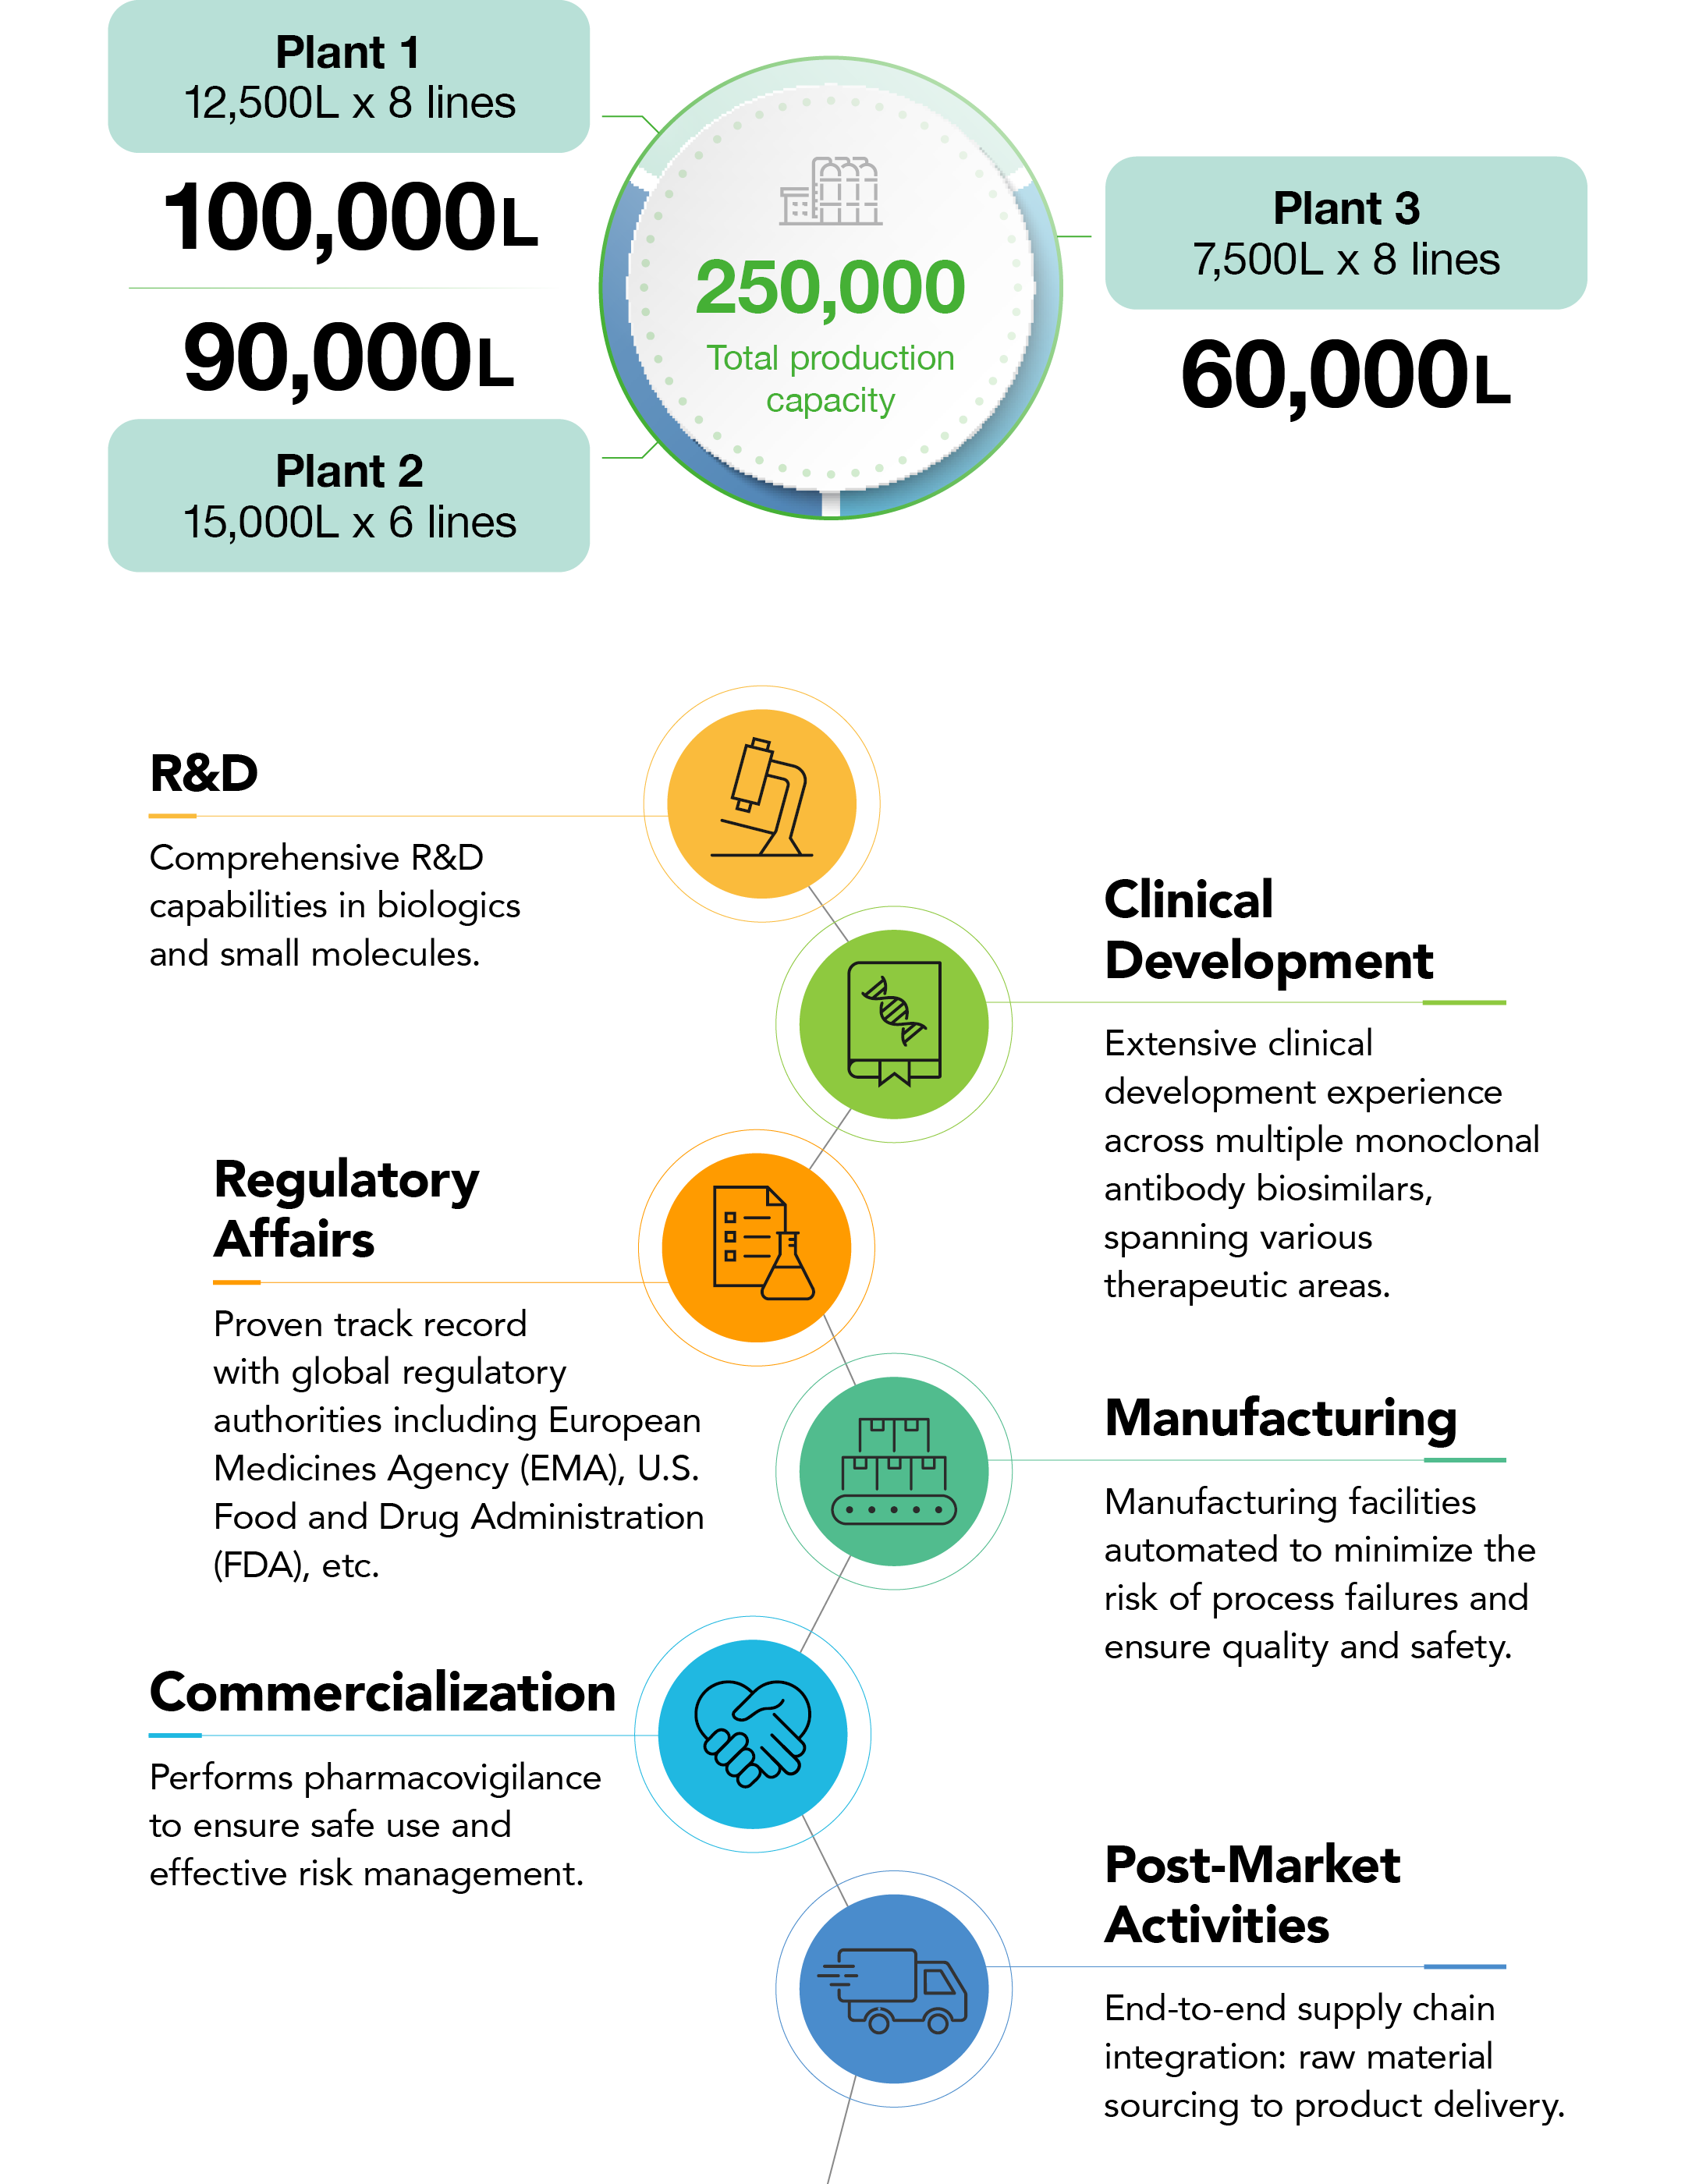 Plant 1
12,500L x 8 lines
100,000L
90,000L
Plant 2
15,000L x 6 lines
250,000
Total production
capacity
Plant 3
7,500L x 8 lines
60,000L
R&D
Comprehensive R&D
capabilities in biologics
and small molecules.
Clinical
Development
Extensive clinical
development experience
across multiple monoclonal
antibody biosimilars,
spanning various
therapeutic areas.
Regulatory
Affairs
Proven track record
with global regulatory
authorities including European
Medicines Agency (EMA), U.S.
Food and Drug Administration
(FDA), etc.
Manufacturing
Manufacturing facilities
automated to minimize the
risk of process failures and
ensure quality and safety.
Commercialization
Performs pharmacovigilance
to ensure safe use and
effective risk management.
Post-Market
Activities
End-to-end supply chain
integration: raw material
sourcing to product delivery.